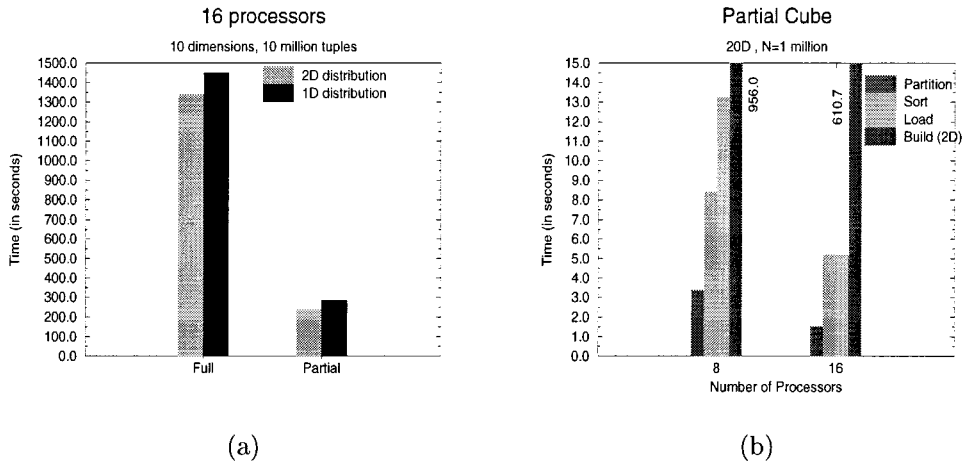 16 processors
10 dimensions, 10 million tuples
1500.0
1400.0
1300.0
1200.0
1100.0
1000.0
900.0
800.0
700.0
600.0
500.0
400.0
300.0
200.0
100.0
0.0
Time (in seconds)
2D distribution
1D distribution
Full
Partial
(a)
Partial Cube
20D , N=1 million
15.0
14.0
13.0
12.0
11.0
10.0
9.0
8.0
7.0
6.0
5.0
4.0
3.0
2.0
1.0
0.0
Time (in seconds)
956.0
610.7
Partition
Sort
Load
Build (2D)
8
16
Number of Processors
(b)